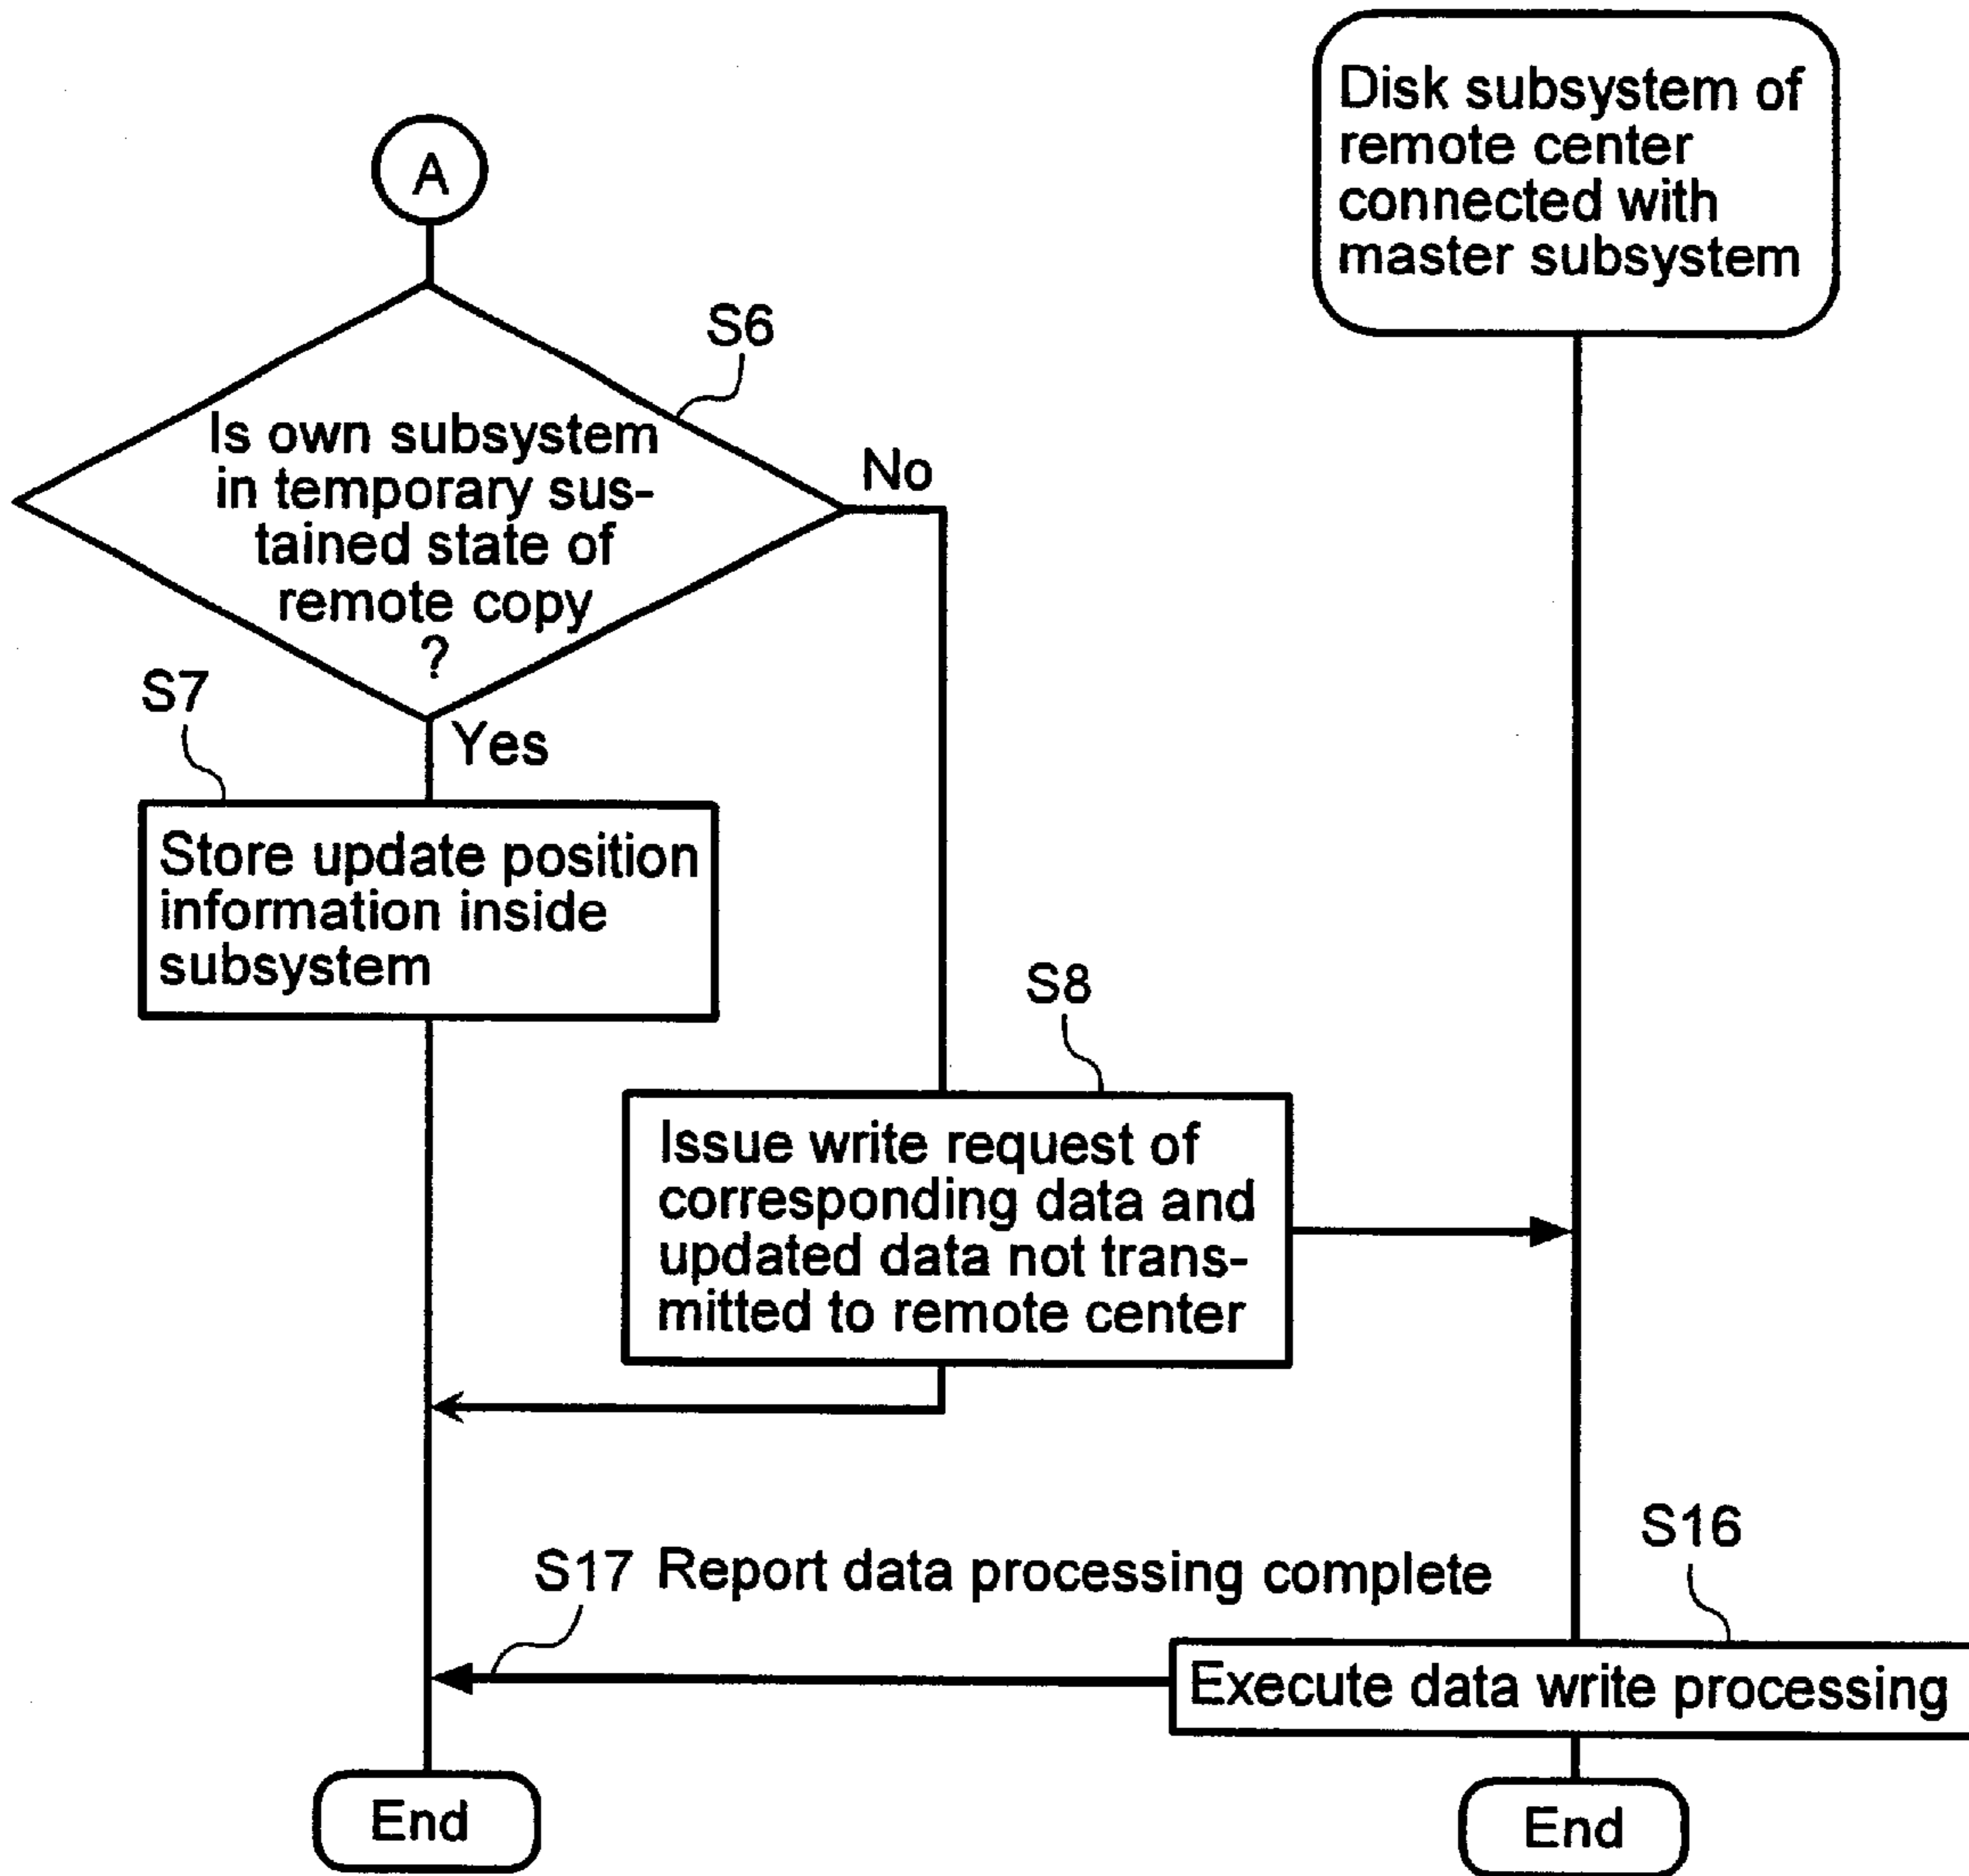 A
Disk subsystem of
remote center
connected with
master subsystem
S6
Is own subsystem
in temporary sus-
tained state of
remote copy
?
No
S7
Yes
Store update position
information inside
subsystem
S8
Issue write request of
corresponding data and
updated data not trans-
mitted to remote center
S16
S17 Report data processing complete
Execute data write processing
End
End